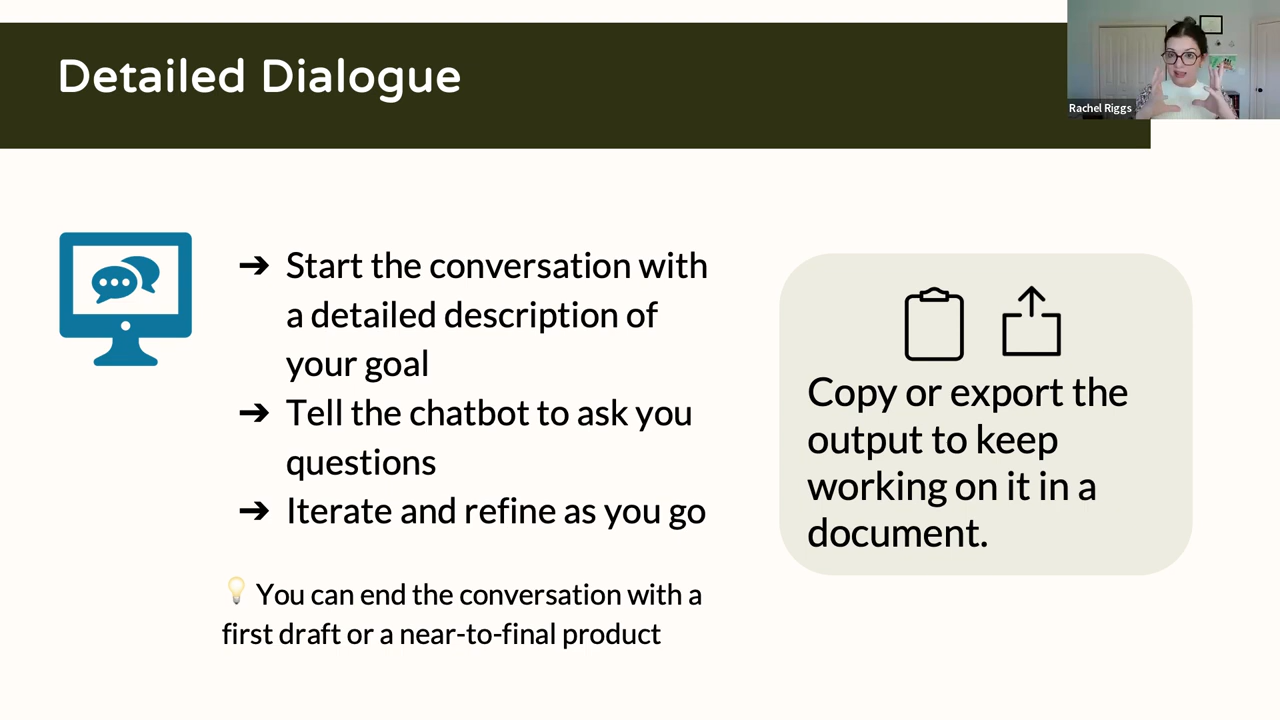 Detailed Dialogue
Rachel Riggs
➔ Start the conversation with
a detailed description of
your goal
➔ Tell the chatbot to ask you
questions
➔ Iterate and refine as you go
💡 You can end the conversation with a
first draft or a near-to-final product
Copy or export the
output to keep
working on it in a
document.